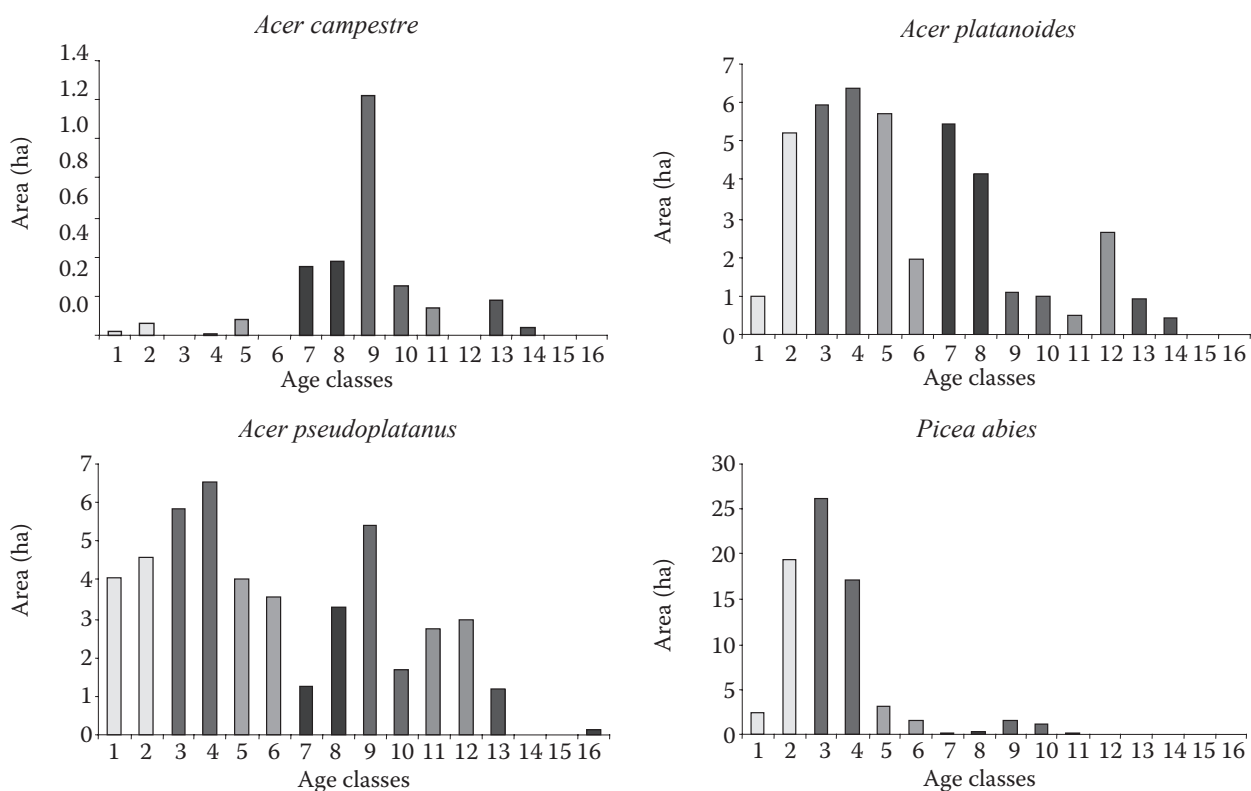 Acer campestre
1.4
1.2
1.0
0.8
0.6
0.4
0.2
0.0
Area (ha)
1 2 3 4 5 6 7 8 9 10 11 12 13 14 15 16
Age classes
Acer platanoides
7
6
5
4
3
2
1
0
Area (ha)
1 2 3 4 5 6 7 8 9 10 11 12 13 14 15 16
Age classes
Acer pseudoplatanus
7
6
5
4
3
2
1
0
Area (ha)
1 2 3 4 5 6 7 8 9 10 11 12 13 14 15 16
Age classes
Picea abies
30
25
20
15
10
5
0
Area (ha)
1 2 3 4 5 6 7 8 9 10 11 12 13 14 15 16
Age classes